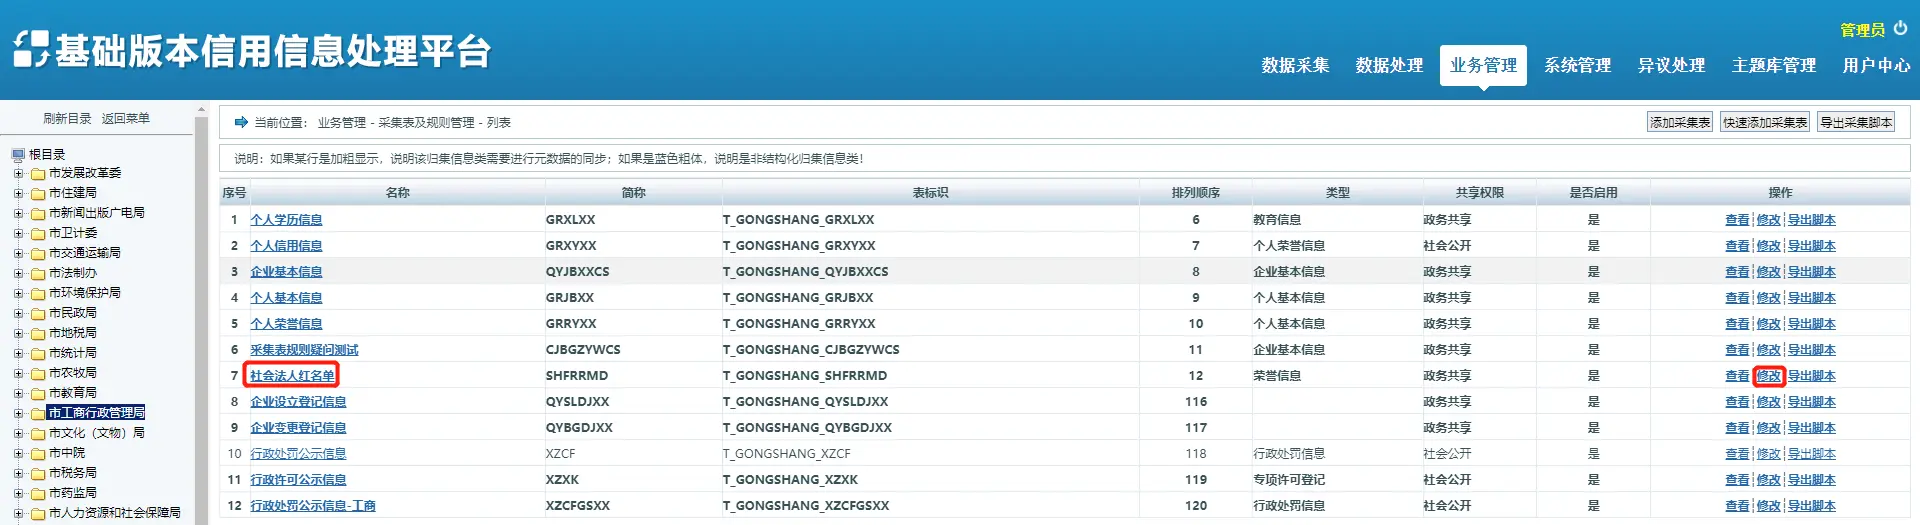 基础版本信用信息处理平台
管理员
数据采集 数据处理 业务管理 系统管理 异议处理 主题库管理 用户中心
刷新目录 返回菜单
根目录
市发展改革委
市住建局
市新闻出版广电局
市卫计委
市交通运输局
市法制办
市环境保护局
市民政局
市地税局
市统计局
市农牧局
市教育局
市工商行政管理局
市文化（文物）局
市中院
市税务局
市药监局
市人力资源和社会保障局
当前位置： 业务管理 - 采集表及规则管理 - 列表
添加采集表 快速添加采集表 导出采集脚本
说明：如果某行是加粗显示，说明该归集信息类需要进行元数据的同步；如果是蓝色粗体，说明是非结构化归集信息类！
序号 名称 简称 表标识 排列顺序 类型 共享权限 是否启用 操作
1 个人学历信息 GRXLXX T_GONGSHANG_GRXLXX 6 教育信息 政务共享 是 查看 修改 导出脚本
2 个人信用信息 GRXYXX T_GONGSHANG_GRXYXX 7 个人荣誉信息 社会公开 是 查看 修改 导出脚本
3 企业基本信息 QYJBXXCS T_GONGSHANG_QYJBXXCS 8 企业基本信息 政务共享 是 查看 修改 导出脚本
4 个人基本信息 GRJBXX T_GONGSHANG_GRJBXX 9 个人基本信息 政务共享 是 查看 修改 导出脚本
5 个人荣誉信息 GRRYXX T_GONGSHANG_GRRYXX 10 个人基本信息 政务共享 是 查看 修改 导出脚本
6 采集表规则疑问测试 CJBGZYWCS T_GONGSHANG_CJBGZYWCS 11 企业基本信息 政务共享 是 查看 修改 导出脚本
7 社会法人红名单 SHFRRMD T_GONGSHANG_SHFRRMD 12 荣誉信息 政务共享 是 查看 修改 导出脚本
8 企业设立登记信息 QYSLDJXX T_GONGSHANG_QYSLDJXX 116 政务共享 是 查看 修改 导出脚本
9 企业变更登记信息 QYBGDJXX T_GONGSHANG_QYBGDJXX 117 政务共享 是 查看 修改 导出脚本
10 行政处罚公示信息 XZCF T_GONGSHANG_XZCF 118 行政处罚信息 社会公开 是 查看 修改 导出脚本
11 行政许可公示信息 XZXK T_GONGSHANG_XZXK 119 专项许可登记 社会公开 是 查看 修改 导出脚本
12 行政处罚公示信息-工商 XZCFGSXX T_GONGSHANG_XZCFGSXX 120 行政处罚信息 社会公开 是 查看 修改 导出脚本